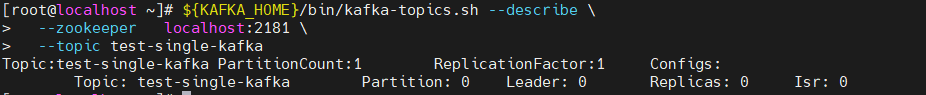 [root@localhost ~]# ${KAFKA_HOME}/bin/kafka-topics.sh --describe \
>   --zookeeper   localhost:2181 \
>   --topic test-single-kafka
Topic:test-single-kafka PartitionCount:1        ReplicationFactor:1     Configs:
        Topic: test-single-kafka        Partition: 0    Leader: 0       Replicas: 0     Isr: 0
[root@localhost ~]#